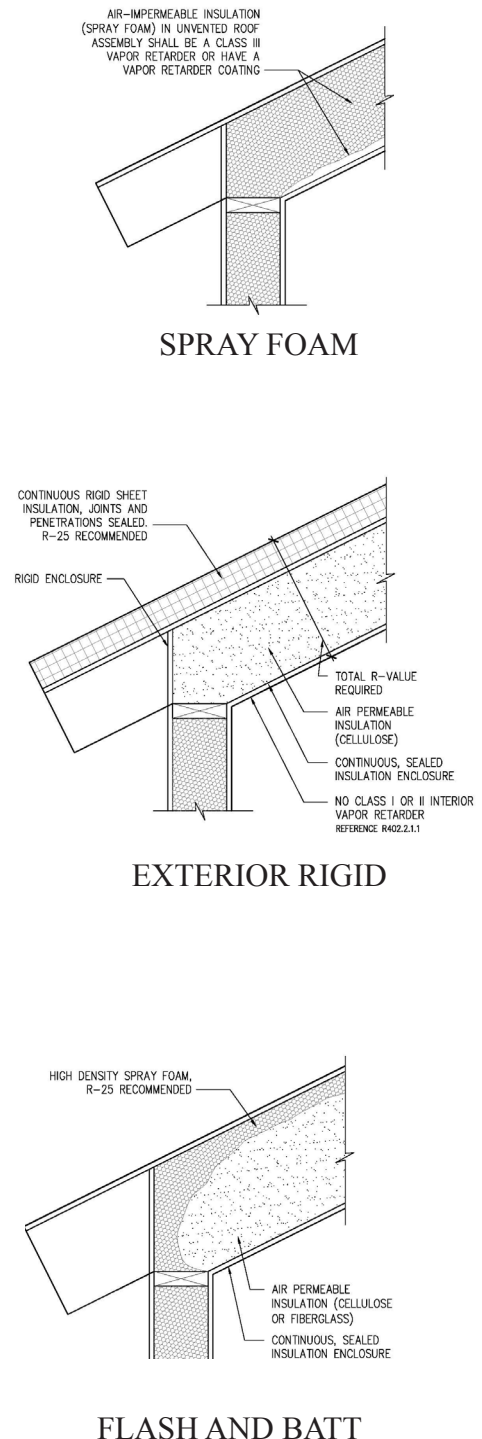 AIR-IMPERMEABLE INSULATION
(SPRAY FOAM) IN UNVENTED ROOF
ASSEMBLY SHALL BE A CLASS III
VAPOR RETARDER OR HAVE A
VAPOR RETARDER COATING
SPRAY FOAM
CONTINUOUS RIGID SHEET
INSULATION, JOINTS AND
PENETRATIONS SEALED.
R-25 RECOMMENDED
RIGID ENCLOSURE
TOTAL R-VALUE
REQUIRED
AIR PERMEABLE
INSULATION
(CELLULOSE)
CONTINUOUS, SEALED
INSULATION ENCLOSURE
NO CLASS I OR II INTERIOR
VAPOR RETARDER
REFERENCE R402.2.1.1
EXTERIOR RIGID
HIGH DENSITY SPRAY FOAM,
R-25 RECOMMENDED
AIR PERMEABLE
INSULATION (CELLULOSE
OR FIBERGLASS)
CONTINUOUS, SEALED
INSULATION ENCLOSURE
FLASH AND BATT